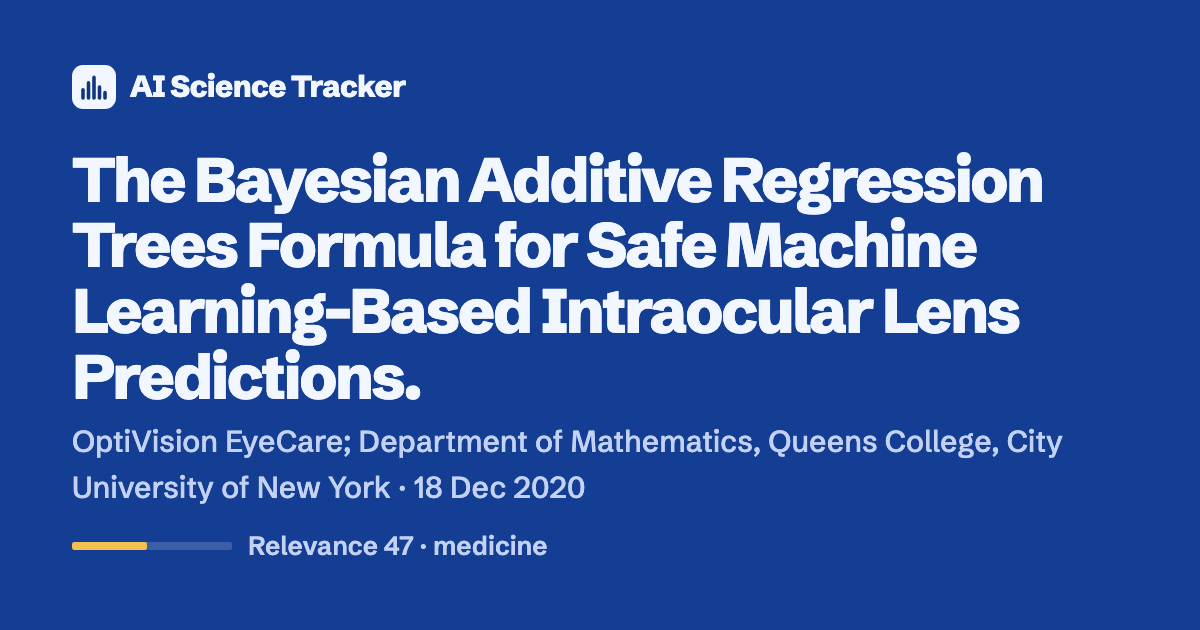 AI Science Tracker
The Bayesian Additive Regression
Trees Formula for Safe Machine
Learning-Based Intraocular Lens
Predictions.
OptiVision EyeCare; Department of Mathematics, Queens College, City
University of New York · 18 Dec 2020
Relevance 47 · medicine